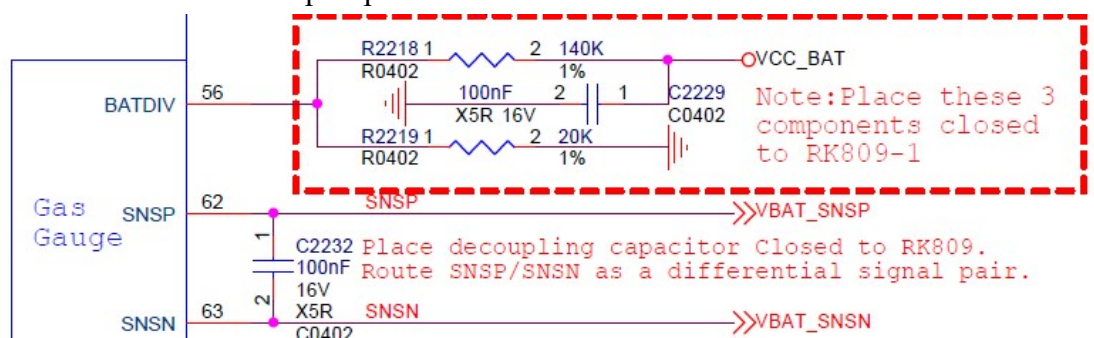 R2218 1 2 140K
R0402 1%
VCC_BAT
BATDIV 56
100nF 2 1 C2229
X5R 16V C0402
Note:Place these 3
components closed
to RK809-1
R2219 1 2 20K
R0402 1%
Gas
Gauge
SNSP 62 SNSP VBAT_SNSP
1
C2232
100nF
16V
X5R
C0402
2
Place decoupling capacitor Closed to RK809.
Route SNSP/SNSN as a differential signal pair.
SNSN 63 SNSN VBAT_SNSN